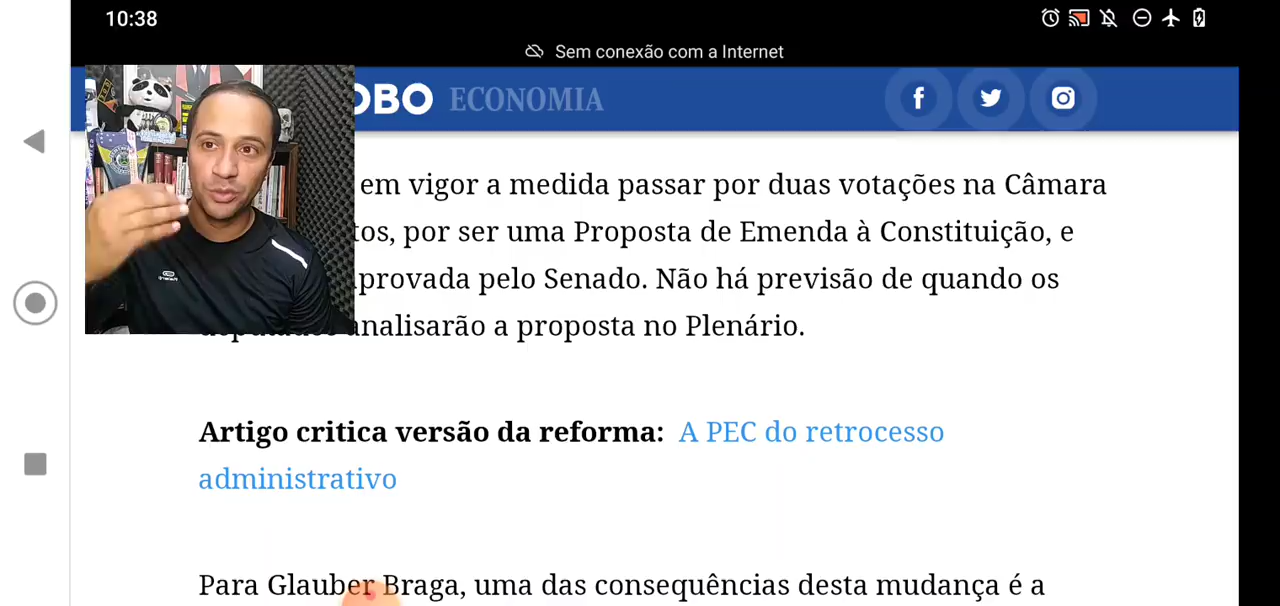 10:38
Sem conexão com a Internet
OBO ECONOMIA
em vigor a medida passar por duas votações na Câmara
tos, por ser uma Proposta de Emenda à Constituição, e
aprovada pelo Senado. Não há previsão de quando os
deputados analisarão a proposta no Plenário.
Artigo critica versão da reforma: A PEC do retrocesso
administrativo
Para Glauber Braga, uma das consequências desta mudança é a